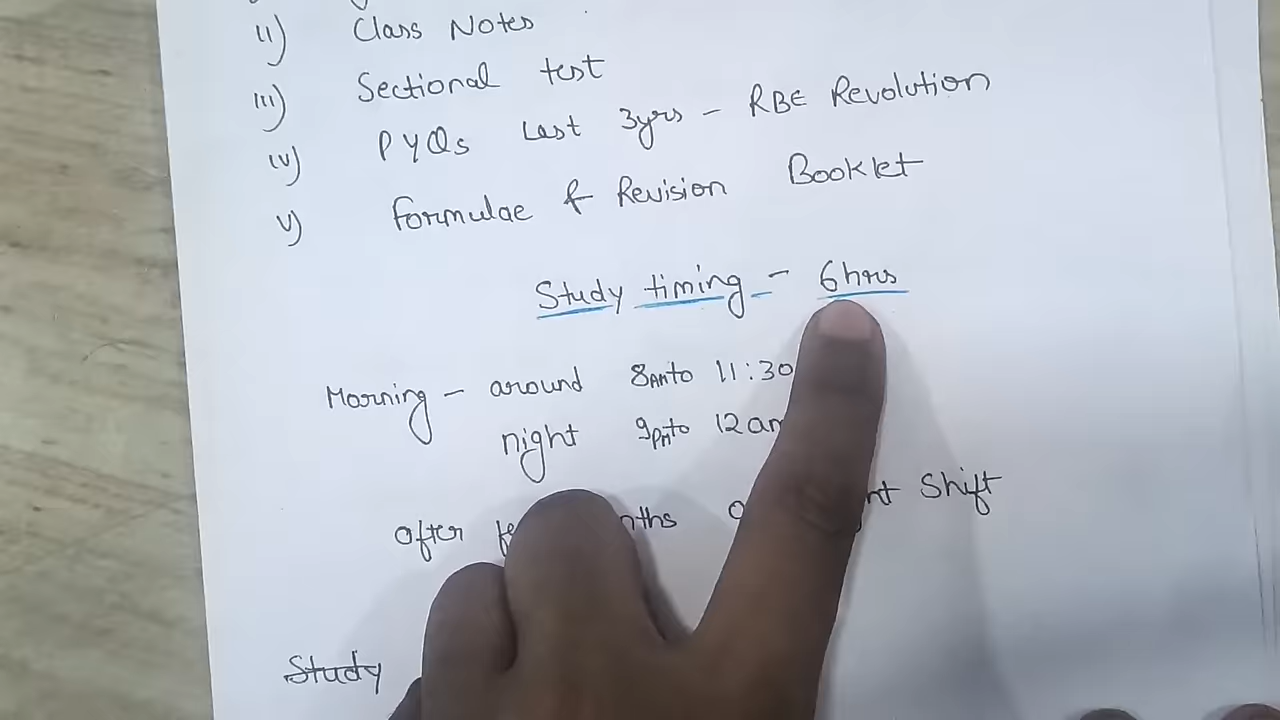 II) Class Notes
III) Sectional test
IV) PYQs Last 3yrs - RBE Revolution
V) Formulae & Revision Booklet
Study timing - 6hrs
Morning - around 8AM to 11:30
night 9PM to 12am
after shift
Study